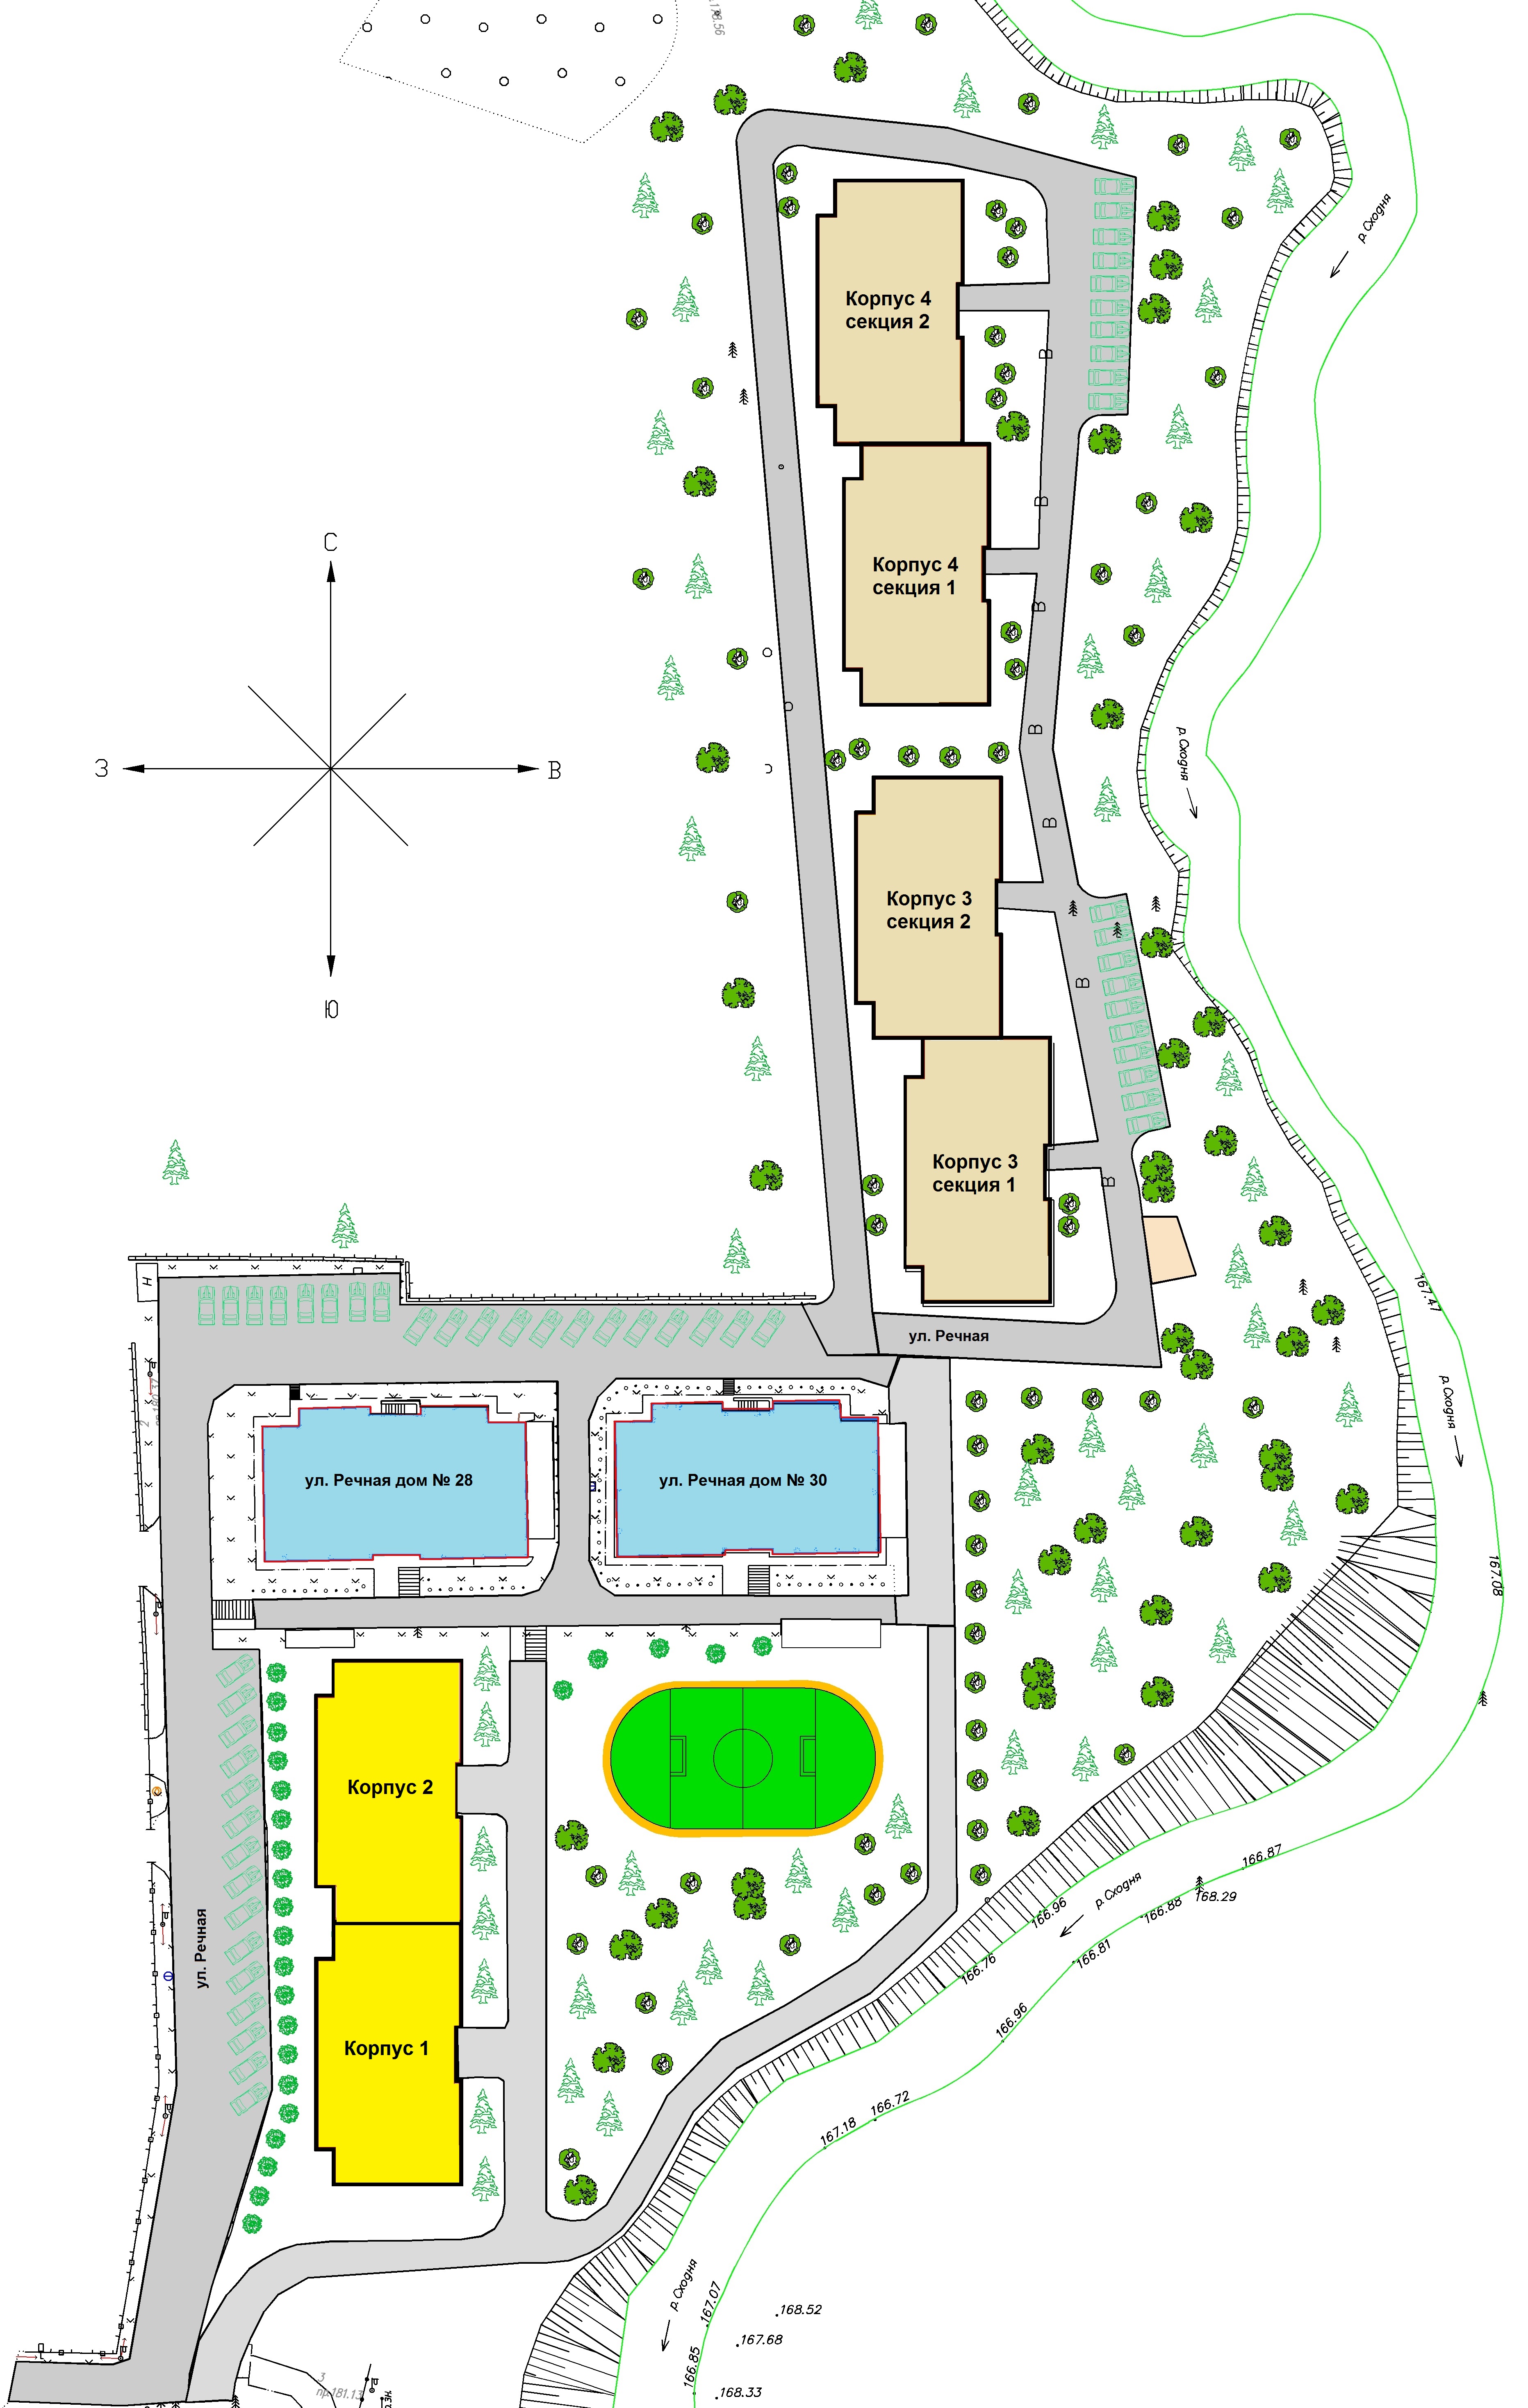 р. Сходня
Корпус 4
секция 2
В
В
С
Корпус 4
секция 1
В
В
р. Сходня
З
В
В
Корпус 3
секция 2
В
Ю
Корпус 3
секция 1
В
167.47
Н
ул. Речная
р. Сходня
ул. Речная дом № 28
ул. Речная дом № 30
167.08
Корпус 2
166.87
168.29
166.88
р. Сходня
166.96
166.81
166.76
ул. Речная
166.96
Корпус 1
166.72
167.18
р. Сходня
167.07
168.52
167.68
166.85
168.33
3
пр181.13